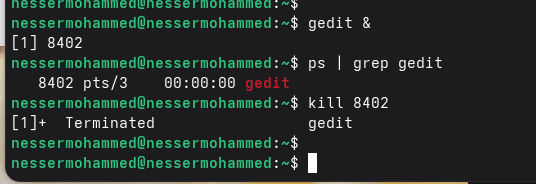 nessermohammed@nessermohammed:~$
nessermohammed@nessermohammed:~$ gedit &
[1] 8402
nessermohammed@nessermohammed:~$ ps | grep gedit
   8402 pts/3    00:00:00 gedit
nessermohammed@nessermohammed:~$ kill 8402
[1]+  Terminated              gedit
nessermohammed@nessermohammed:~$
nessermohammed@nessermohammed:~$